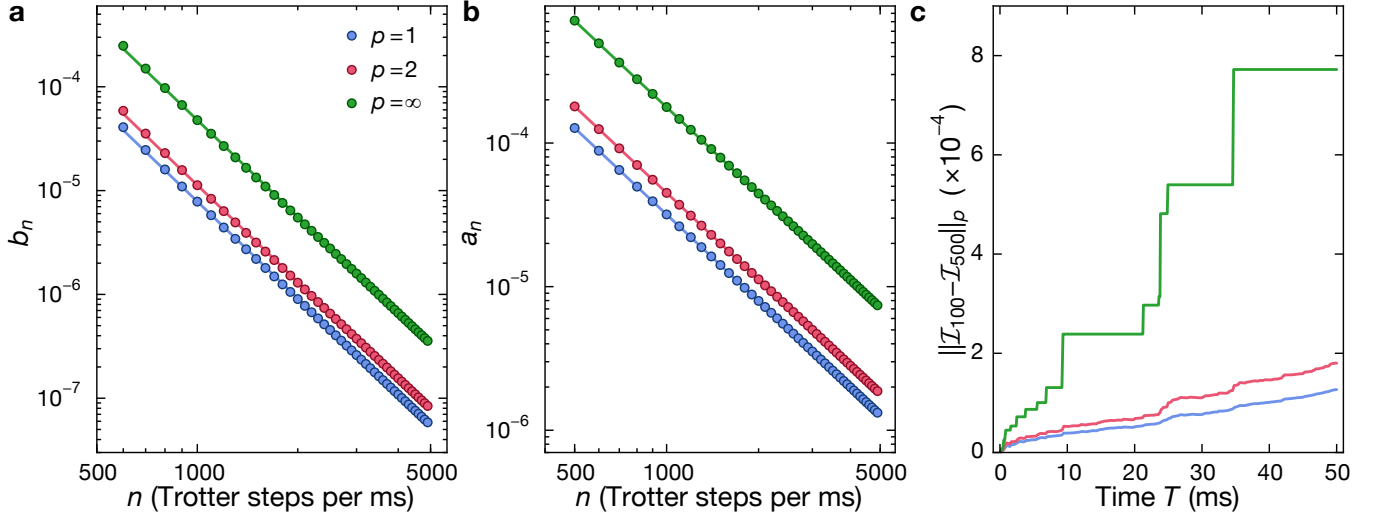 a
10⁻⁴
10⁻⁵
10⁻⁶
10⁻⁷
bₙ
500
1000
5000
n (Trotter steps per ms)
p = 1
p = 2
p = ∞
b
10⁻⁴
10⁻⁵
10⁻⁶
aₙ
500
1000
5000
n (Trotter steps per ms)
c
8
6
4
2
0
||𝓘₁₀₀−𝓘₅₀₀||ₚ (×10⁻⁴)
0
10
20
30
40
50
Time T (ms)